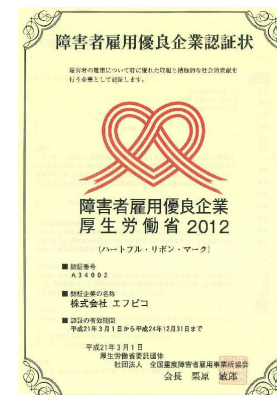 障害者雇用優良企業認証状
障害者の雇用について特に優れた取組と積極的な社会的貢献を
行う企業として認証します。
障害者雇用優良企業
厚生労働省 2012
(ハートフル・リボン・マーク)
■ 認証番号
A34002
■ 認証企業の名称
株式会社 エフピコ
■ 認証の有効期間
平成21年3月1日から平成24年12月31日まで
平成21年3月1日
厚生労働省委託団体
社団法人 全国重度障害者雇用事業所協会
会長 栗原 敏郎